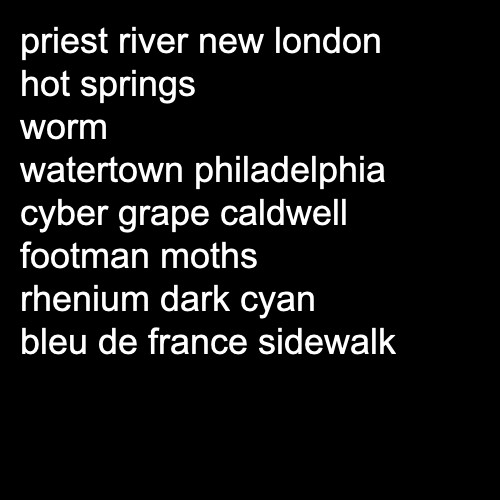 priest river new london
hot springs
worm
watertown philadelphia
cyber grape caldwell
footman moths
rhenium dark cyan
bleu de france sidewalk